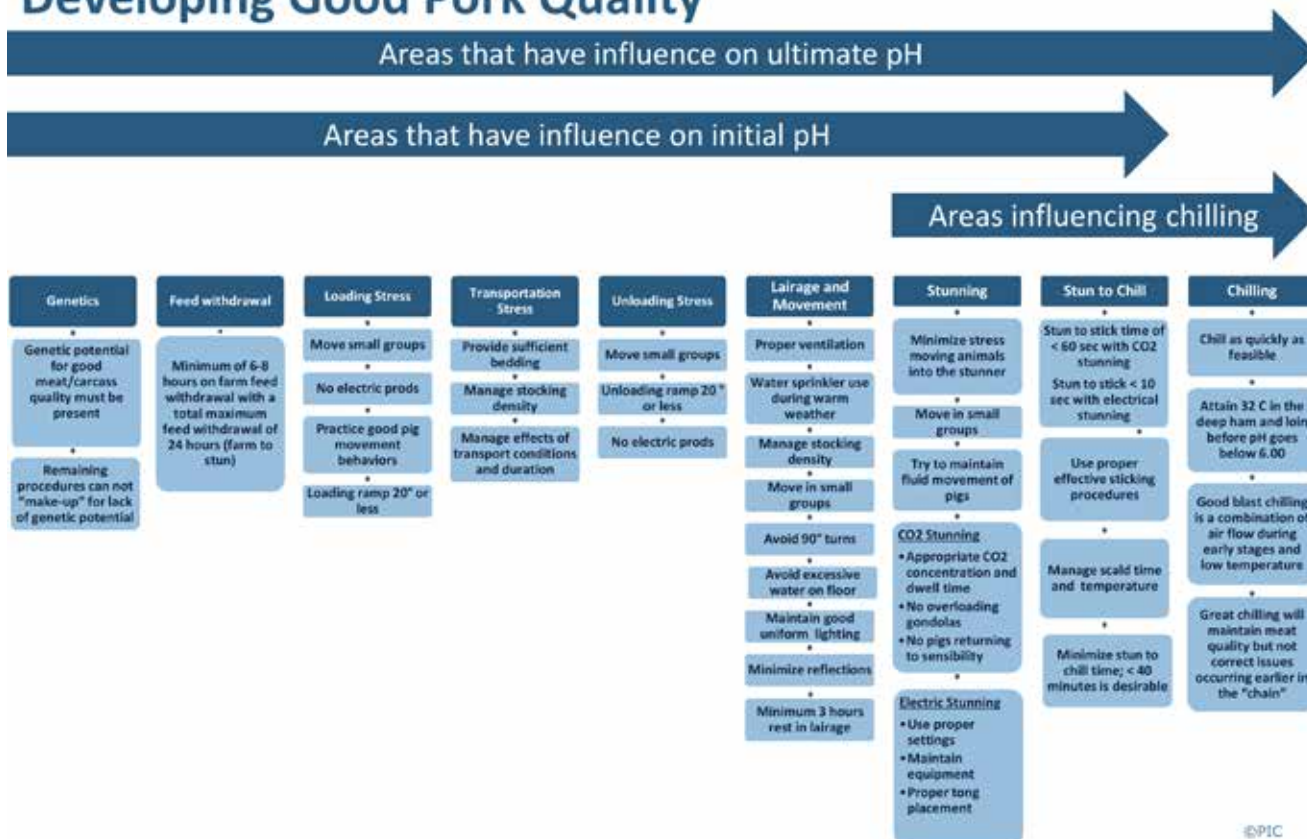 Developing Good Pork Quality
Areas that have influence on ultimate pH
Areas that have influence on initial pH
Areas influencing chilling
Genetics
Genetic potential
for good
meat/carcass
quality must be
present
Remaining
procedures can not
"make-up" for lack
of genetic potential
Feed withdrawal
Minimum of 6-8
hours on farm feed
withdrawal with a
total maximum
feed withdrawal of
24 hours (farm to
stun)
Loading Stress
Move small groups
No electric prods
Practice good pig
movement
behaviors
Loading ramp 20° or
less
Transportation
Stress
Provide sufficient
bedding
Manage stocking
density
Manage effects of
transport conditions
and duration
Unloading Stress
Move small groups
Unloading ramp 20 °
or less
No electric prods
Lairage and
Movement
Proper ventilation
Water sprinkler use
during warm
weather
Manage stocking
density
Move in small
groups
Avoid 90° turns
Avoid excessive
water on floor
Maintain good
uniform lighting
Minimize reflections
Minimum 3 hours
rest in lairage
Stunning
Minimize stress
moving animals
into the stunner
Move in small
groups
Try to maintain
fluid movement of
pigs
CO2 Stunning
• Appropriate CO2
concentration and
dwell time
• No overloading
gondolas
• No pigs returning
to sensibility
Electric Stunning
• Use proper
settings
• Maintain
equipment
• Proper tong
placement
Stun to Chill
Stun to stick time of
< 60 sec with CO2
stunning
Stun to stick < 10
sec with electrical
stunning
Use proper
effective sticking
procedures
Manage scald time
and temperature
Minimize stun to
chill time; < 40
minutes is desirable
Chilling
Chill as quickly as
feasible
Attain 32 C in the
deep ham and loin
before pH goes
below 6.00
Good blast chilling
is a combination of
air flow during
early stages and
low temperature
Great chilling will
maintain meat
quality but not
correct issues
occurring earlier in
the "chain"
©PIC